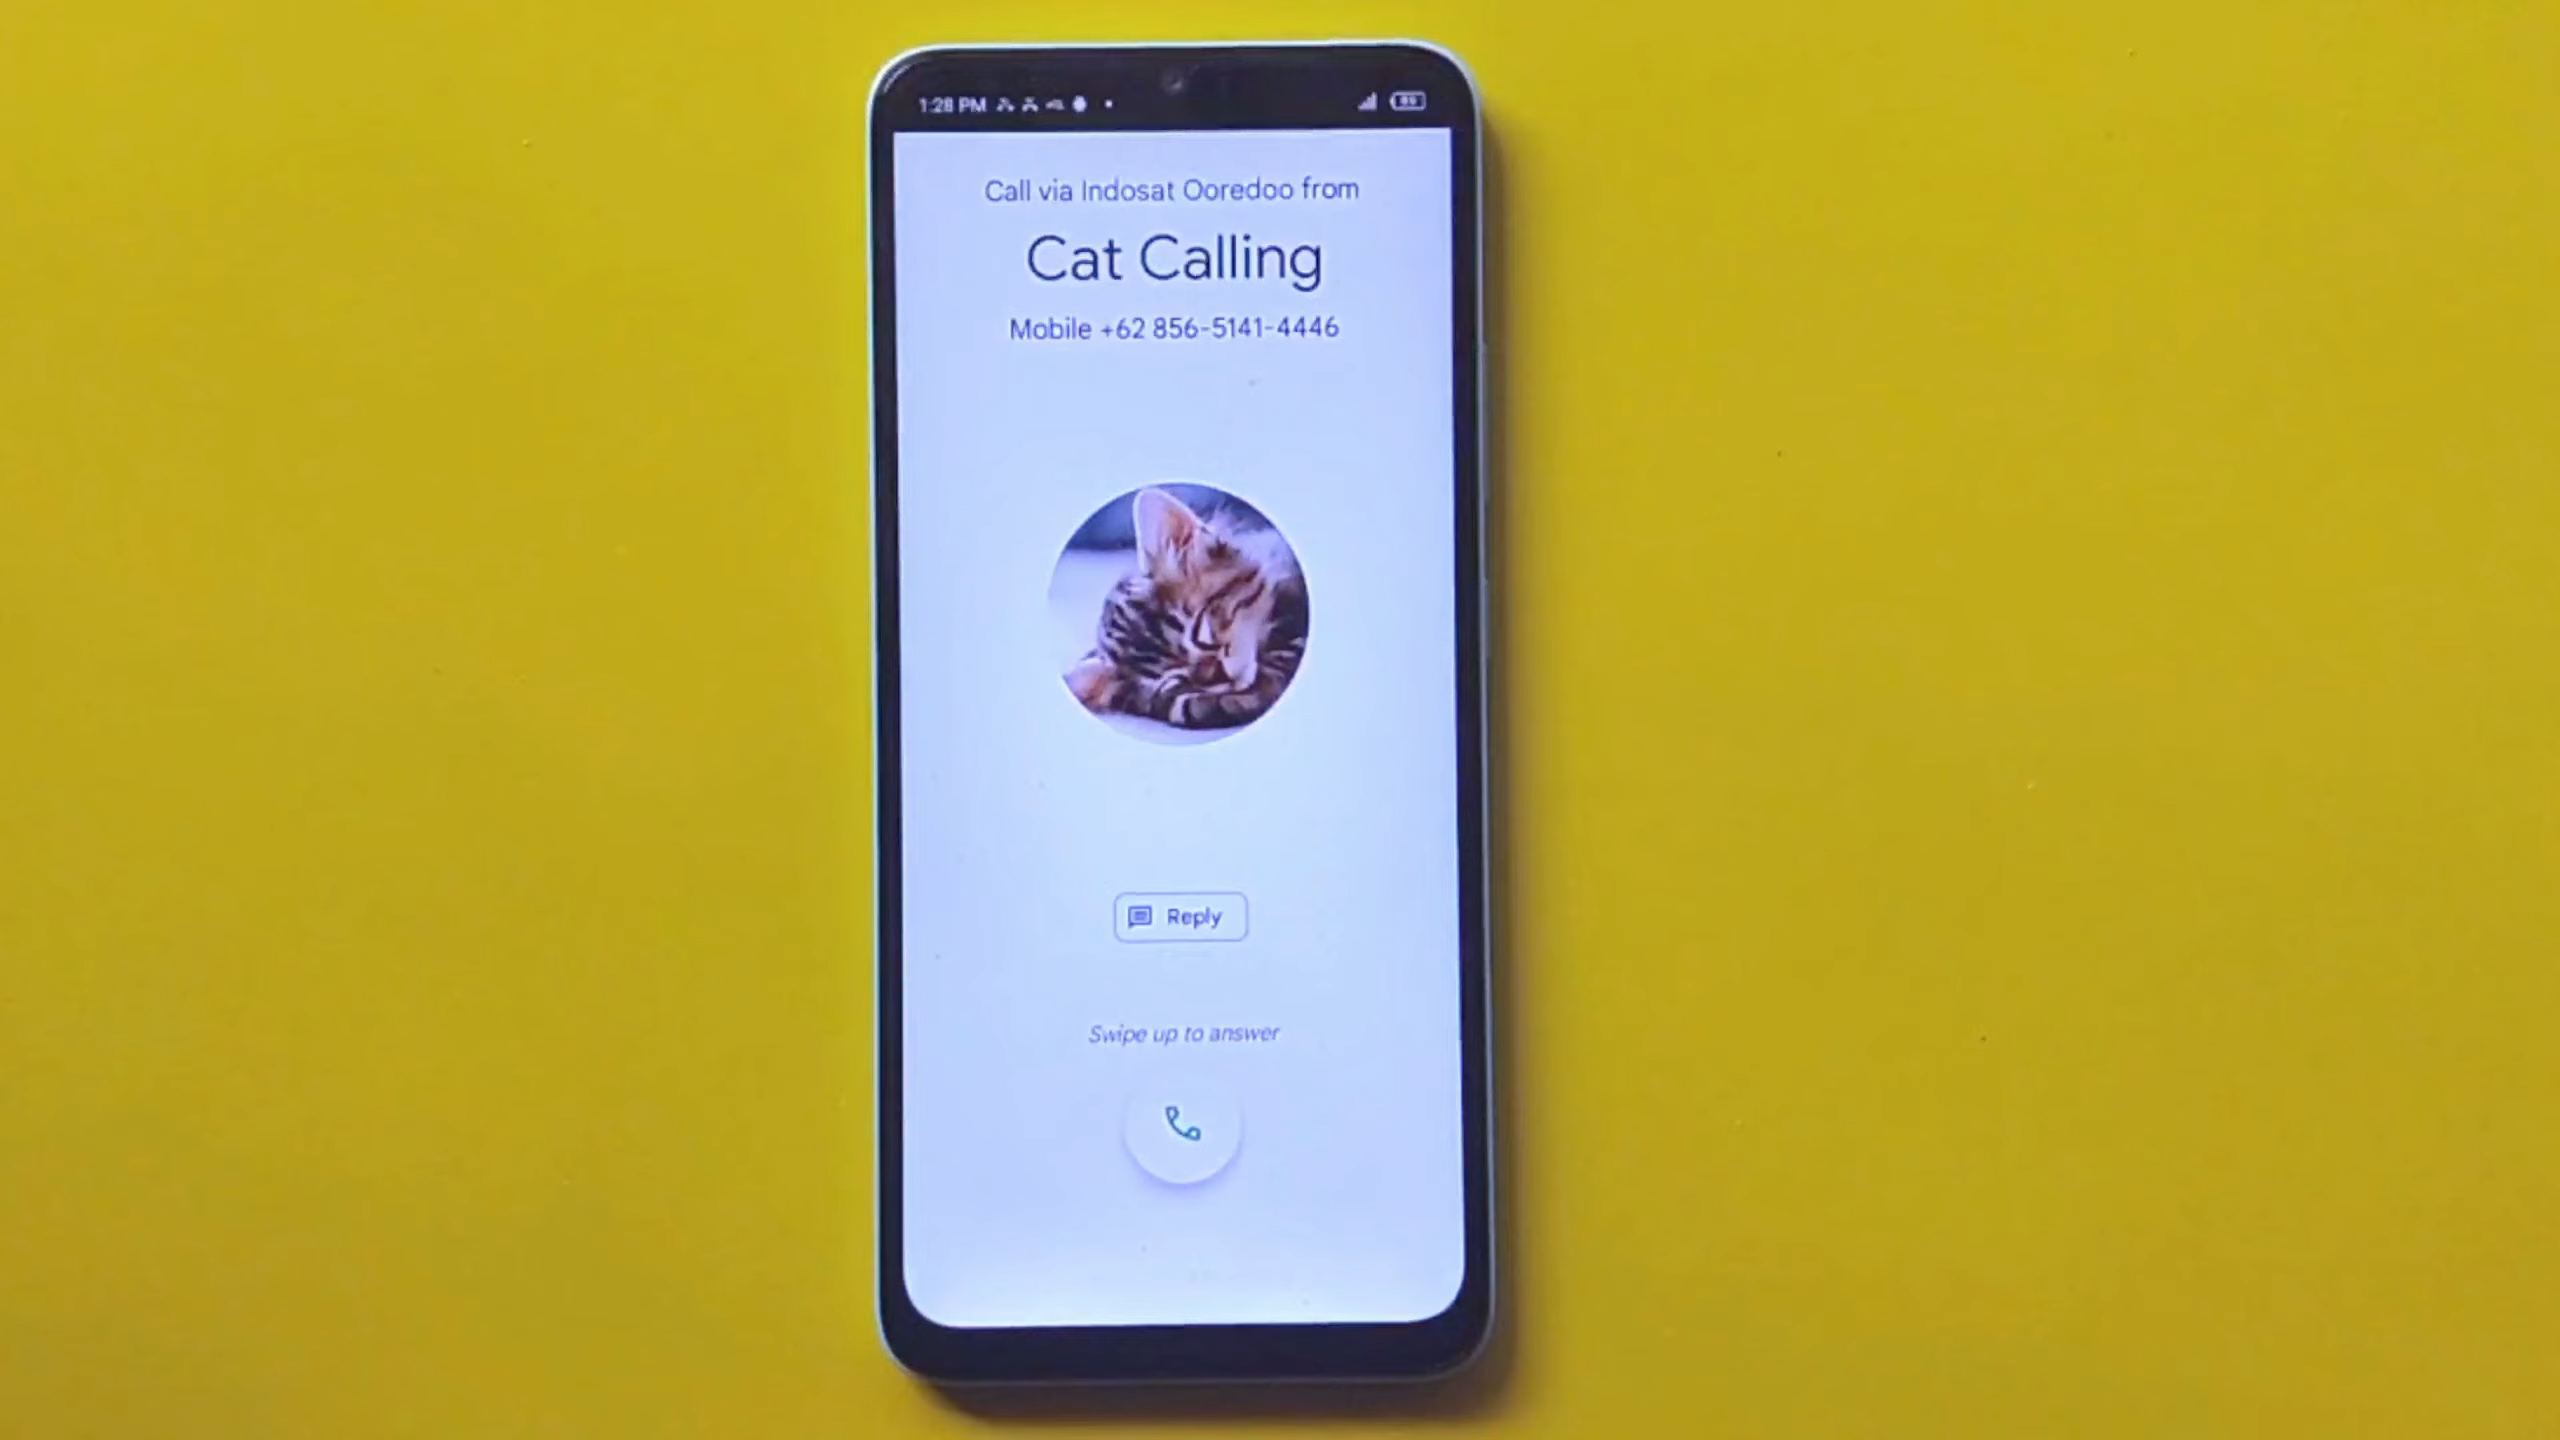 1:28 PM
Call via Indosat Ooredoo from
Cat Calling
Mobile +62 856-5141-4446
Reply
Swipe up to answer